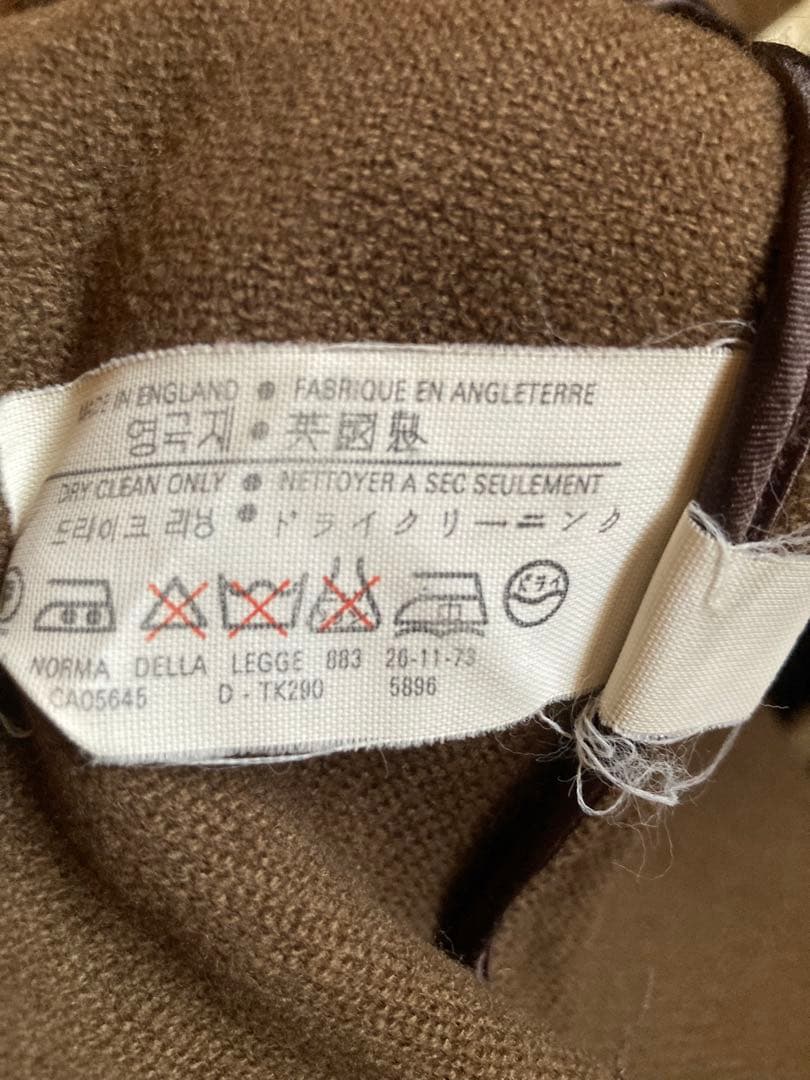 MADE IN ENGLAND ● FABRIQUE EN ANGLETERRE
영국제 ● 英國製
DRY CLEAN ONLY ● NETTOYER A SEC SEULEMENT
드라이크 리닝 ● ドライクリーニング
ドライ
NORMA DELLA LEGGE 883 26-11-73
CA05645 D - TK290 5896